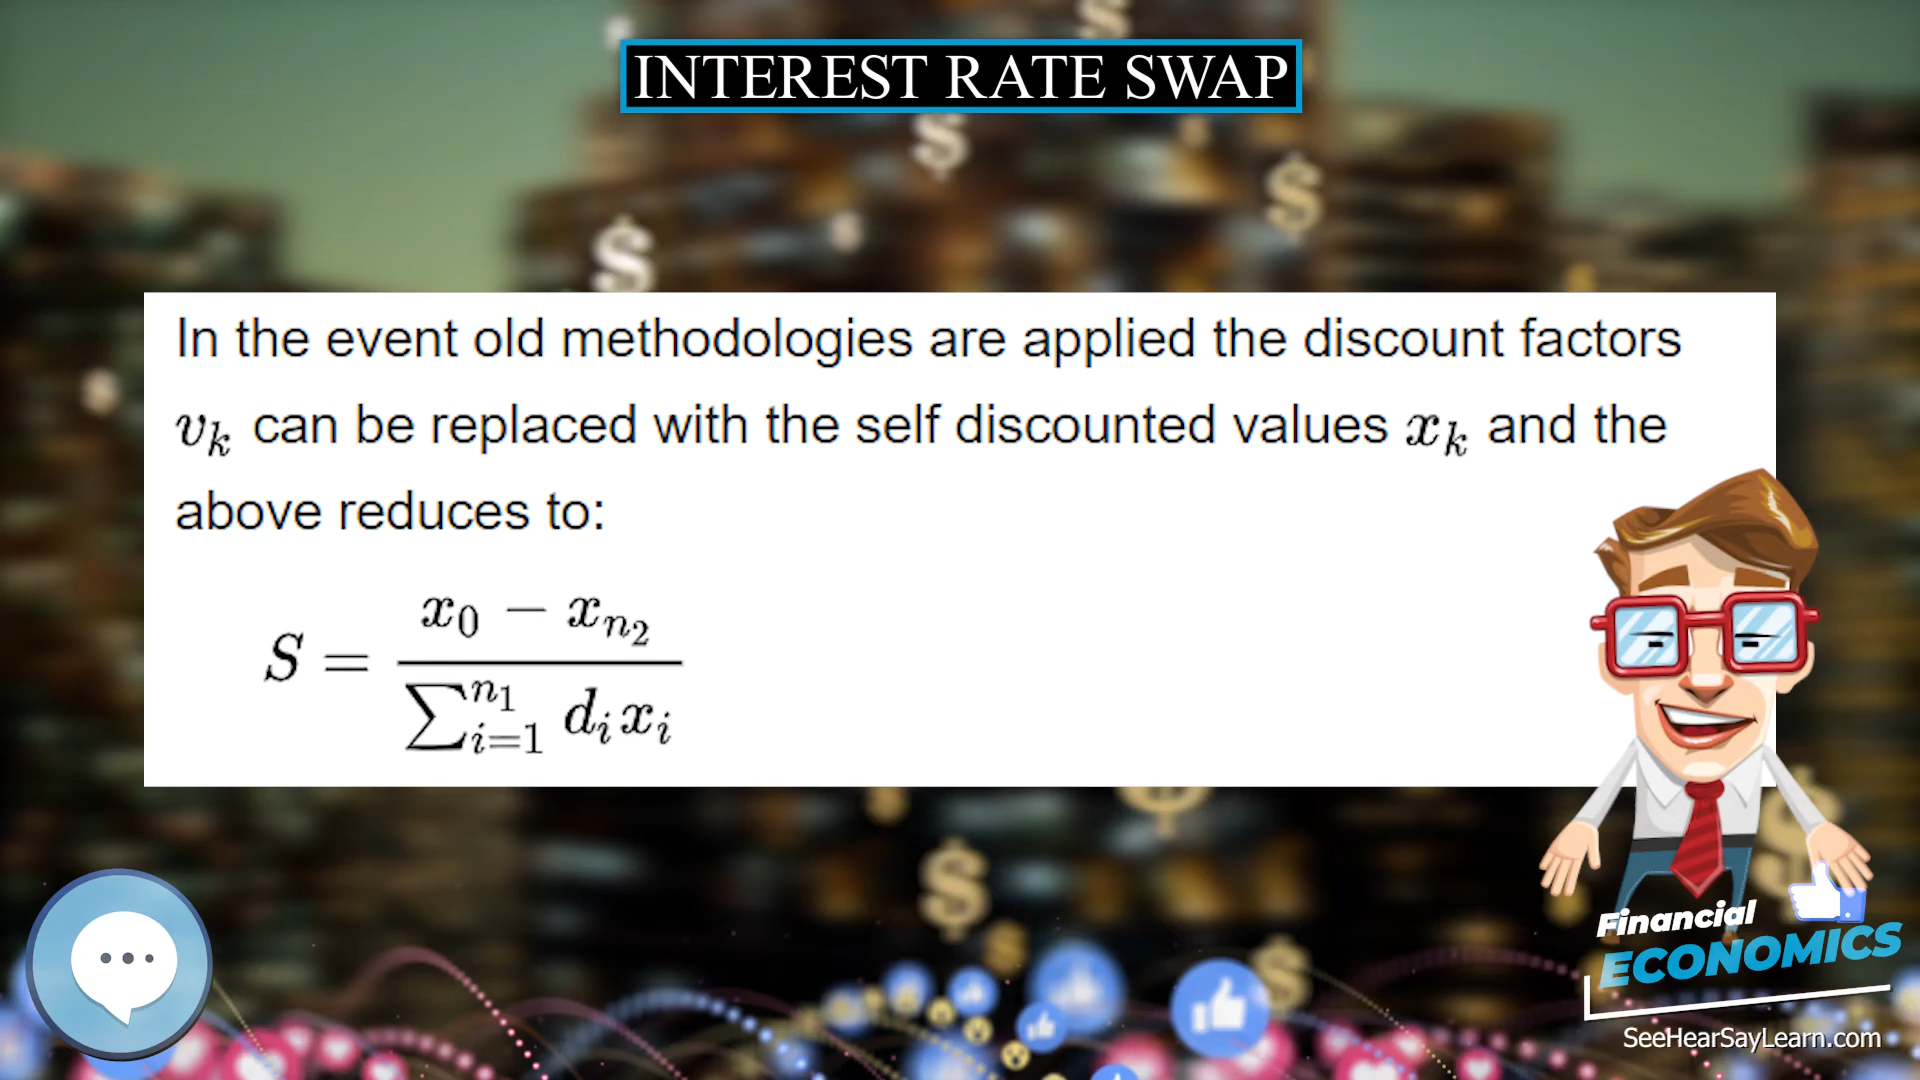 INTEREST RATE SWAP
In the event old methodologies are applied the discount factors
v_k can be replaced with the self discounted values x_k and the
above reduces to:
S = \frac{x_0 - x_{n_2}}{\sum_{i=1}^{n_1} d_i x_i}
Financial
ECONOMICS
SeeHearSayLearn.com